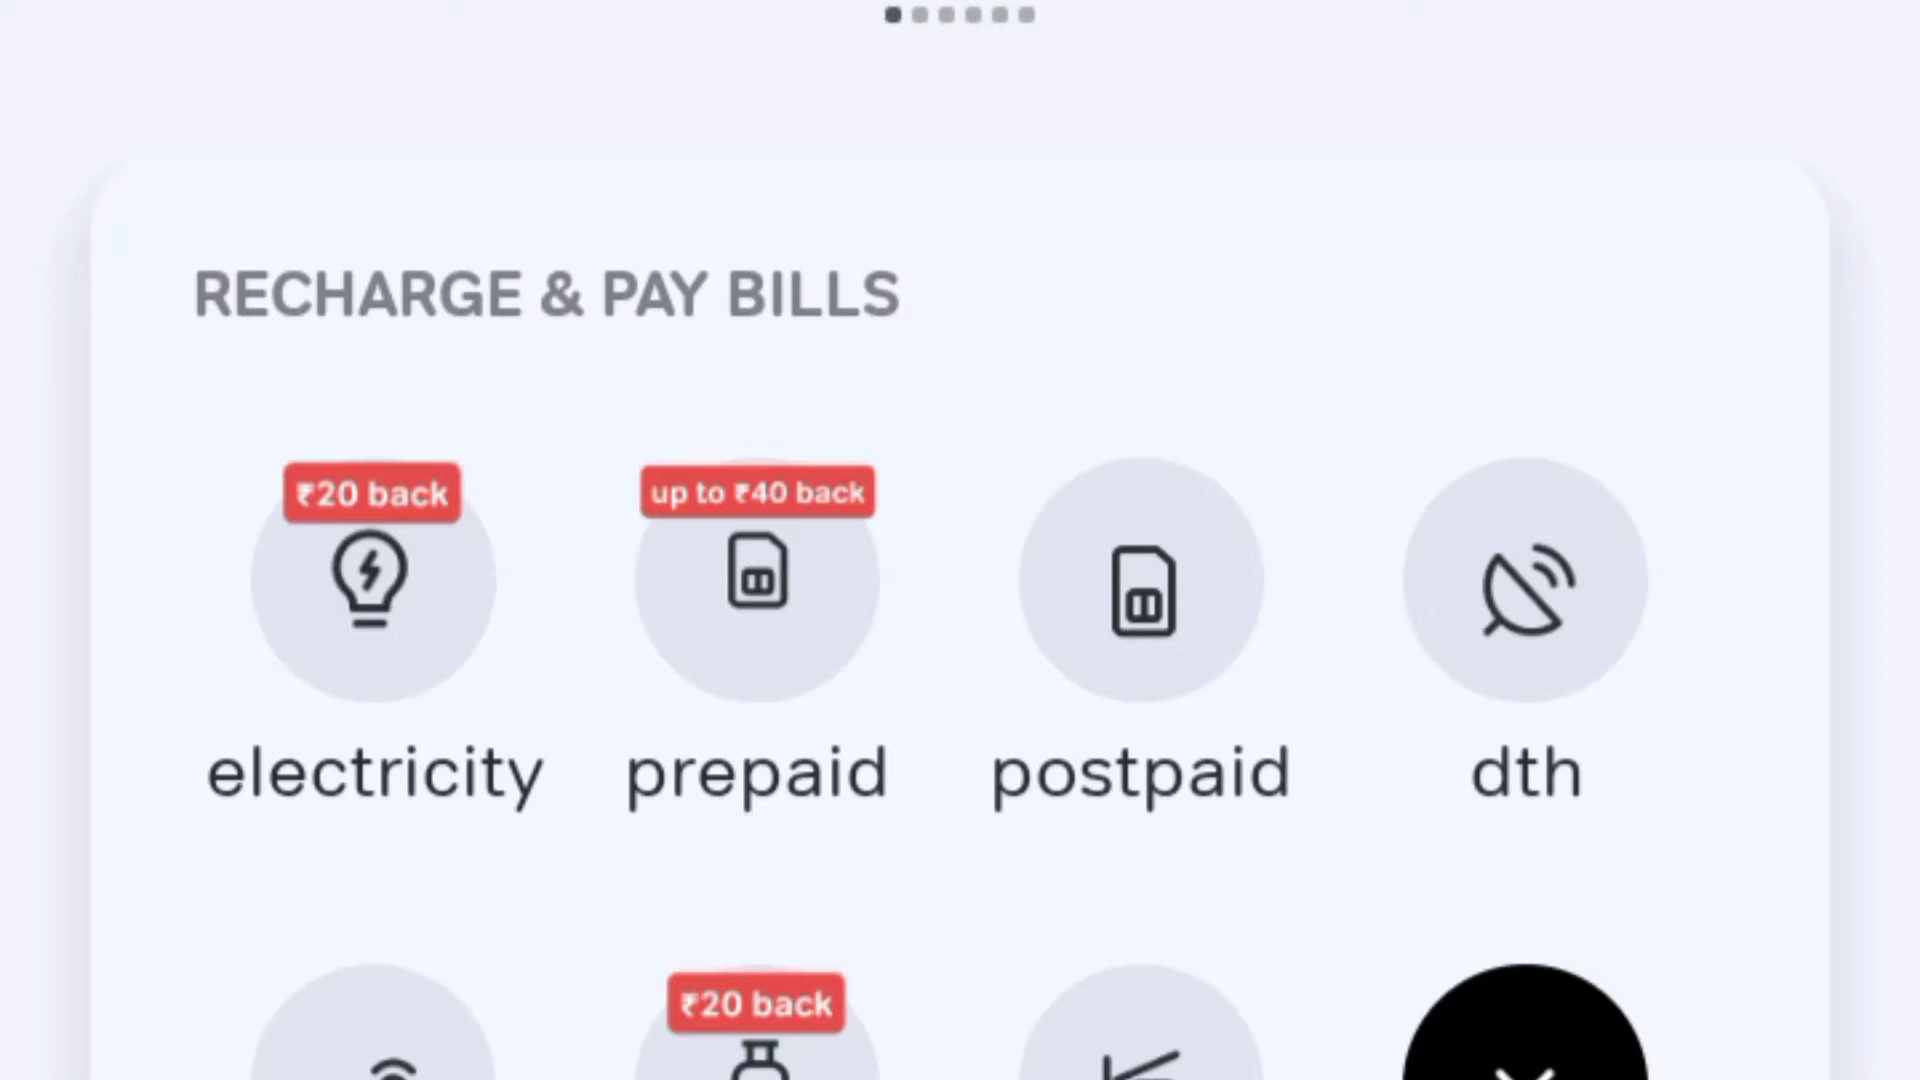 RECHARGE & PAY BILLS
₹20 back
up to ₹40 back
electricity
prepaid
postpaid
dth
₹20 back